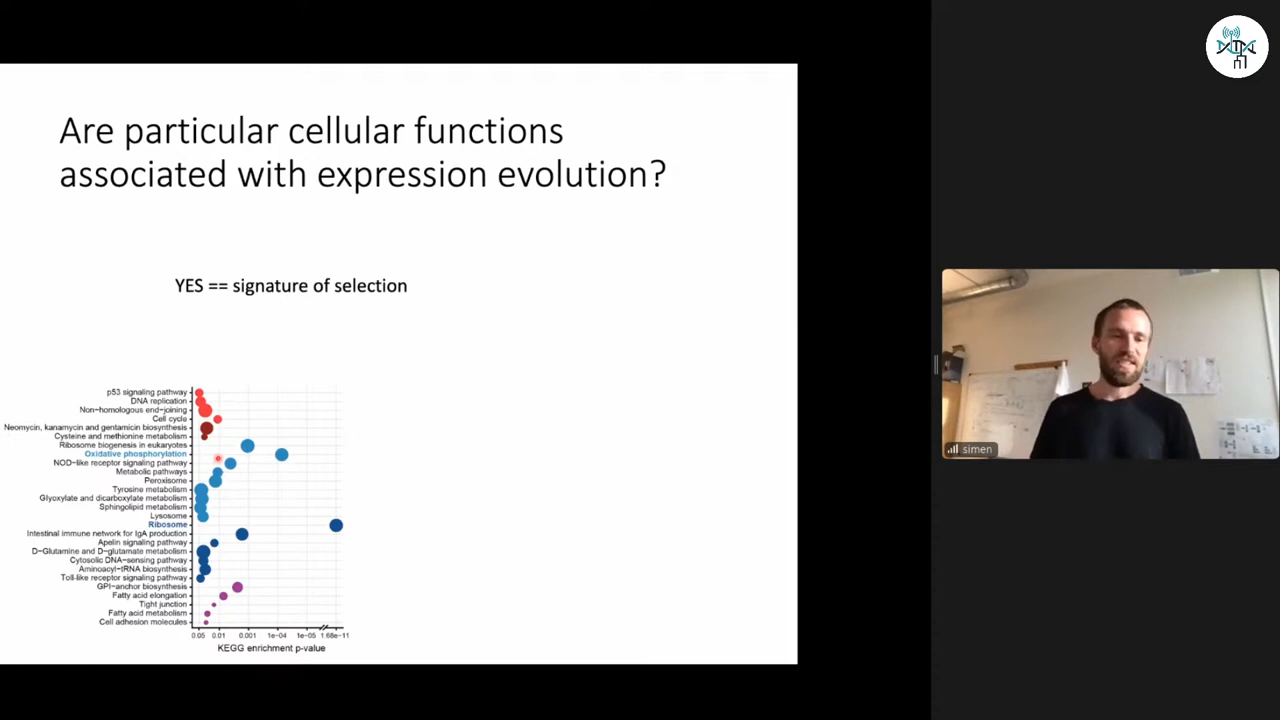 Are particular cellular functions
associated with expression evolution?
YES == signature of selection
p53 signaling pathway
DNA replication
Non−homologous end−joining
Cell cycle
Neomycin, kanamycin and gentamicin biosynthesis
Cysteine and methionine metabolism
Ribosome biogenesis in eukaryotes
Oxidative phosphorylation
NOD−like receptor signaling pathway
Metabolic pathways
Peroxisome
Tyrosine metabolism
Glyoxylate and dicarboxylate metabolism
Sphingolipid metabolism
Lysosome
Ribosome
Intestinal immune network for IgA production
Apelin signaling pathway
D−Glutamine and D−glutamate metabolism
Cytosolic DNA−sensing pathway
Aminoacyl−tRNA biosynthesis
Toll−like receptor signaling pathway
GPI−anchor biosynthesis
Fatty acid elongation
Tight junction
Fatty acid metabolism
Cell adhesion molecules
0.05 0.01 0.001 1e−04 1e−05 1.68e−11
KEGG enrichment p-value
simen